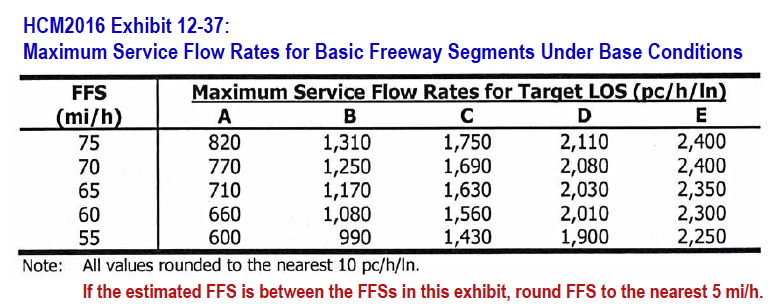 HCM2016 Exhibit 12-37:
Maximum Service Flow Rates for Basic Freeway Segments Under Base Conditions
FFS Maximum Service Flow Rates for Target LOS (pc/h/ln)
(mi/h) A B C D E
75 820 1,310 1,750 2,110 2,400
70 770 1,250 1,690 2,080 2,400
65 710 1,170 1,630 2,030 2,350
60 660 1,080 1,560 2,010 2,300
55 600 990 1,430 1,900 2,250
Note: All values rounded to the nearest 10 pc/h/ln.
If the estimated FFS is between the FFSs in this exhibit, round FFS to the nearest 5 mi/h.